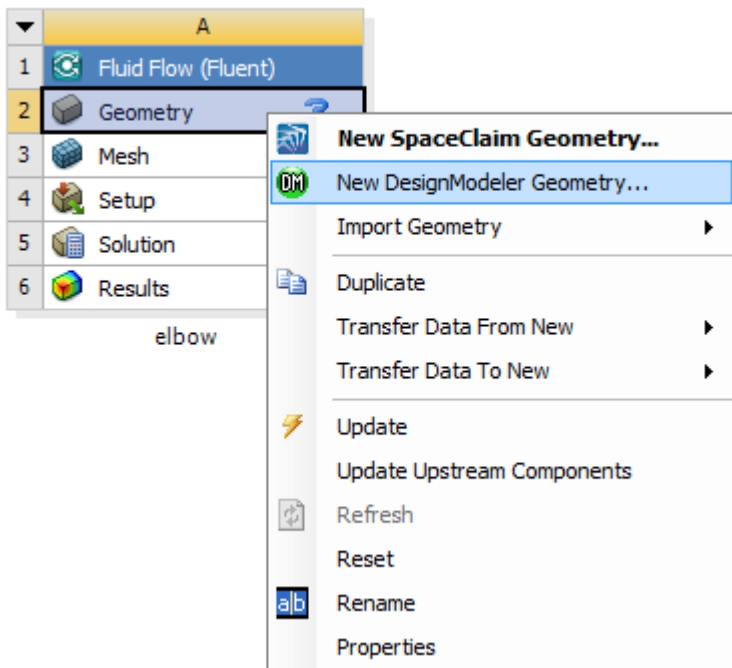 A
1 Fluid Flow (Fluent)
2 Geometry ?
3 Mesh
4 Setup
5 Solution
6 Results
elbow
New SpaceClaim Geometry...
DM New DesignModeler Geometry...
Import Geometry
Duplicate
Transfer Data From New
Transfer Data To New
Update
Update Upstream Components
Refresh
Reset
a|b Rename
Properties